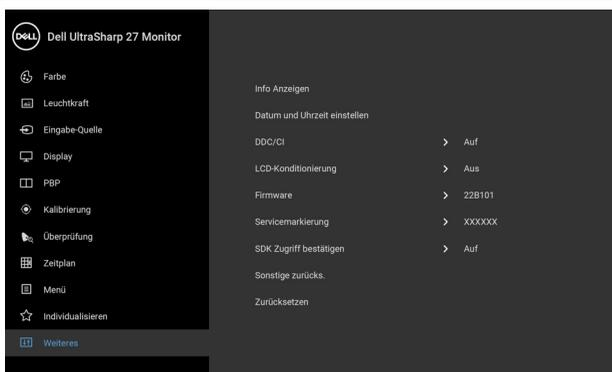 DELL Dell UltraSharp 27 Monitor
Farbe
Leuchtkraft
Eingabe-Quelle
Display
PBP
Kalibrierung
Überprüfung
Zeitplan
Menü
Individualisieren
Weiteres
Info Anzeigen
Datum und Uhrzeit einstellen
DDC/CI > Auf
LCD-Konditionierung > Aus
Firmware > 22B101
Servicemarkierung > XXXXXX
SDK Zugriff bestätigen > Auf
Sonstige zurücks.
Zurücksetzen